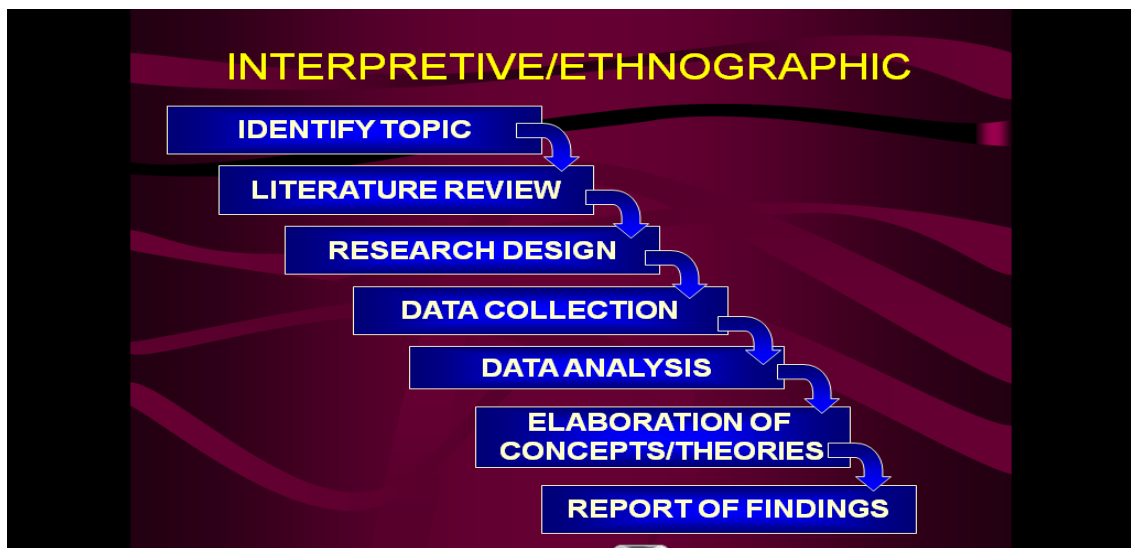 INTERPRETIVE/ETHNOGRAPHIC
IDENTIFY TOPIC
LITERATURE REVIEW
RESEARCH DESIGN
DATA COLLECTION
DATA ANALYSIS
ELABORATION OF
CONCEPTS/THEORIES
REPORT OF FINDINGS